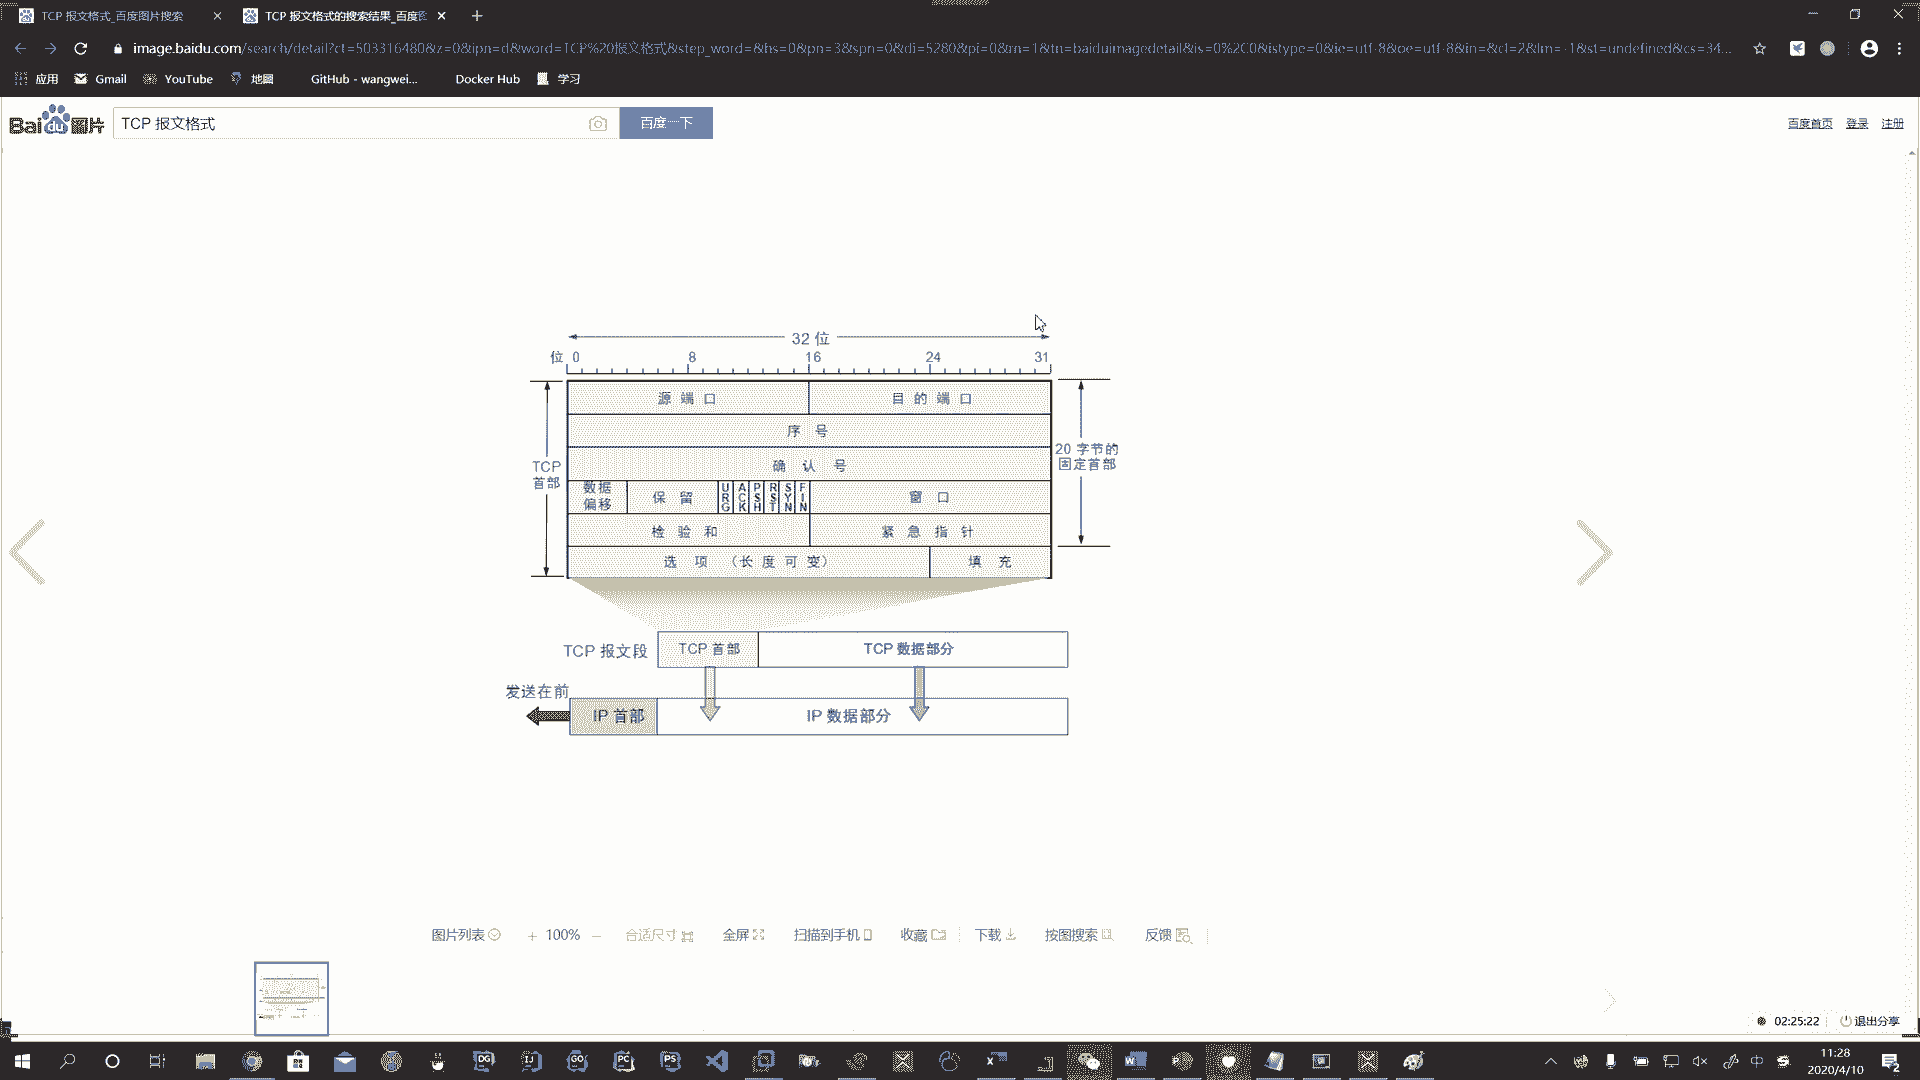 TCP 报文格式_百度图片搜索
TCP 报文格式的搜索结果_百度
image.baidu.com/search/detail?ct=503316480&z=0&ipn=d&word=TCP%20报文格式&step_word=&hs=0&pn=3&spn=0&di=5280&pi=0&rn=1&tn=baiduimagedetail&is=0%2C0&istype=0&ie=utf-8&oe=utf-8&in=&cl=2&lm=-1&st=undefined&cs=34...
应用 Gmail YouTube 地圖 GitHub - wangwei... Docker Hub 学习
Bai du 图片 TCP 报文格式 百度一下 百度首页 登录 注册
32 位
位 0 8 16 24 31
源端口 目的端口
序号
确认号
TCP 首部
20 字节的
固定首部
数据偏移 保留 URG ACK PSH RST SYN FIN 窗口
检验和 紧急指针
选项（长度可变） 填充
TCP 报文段 TCP 首部 TCP 数据部分
发送在前
IP 首部 IP 数据部分
图片列表 + 100% − 合适尺寸 全屏 扫描到手机 收藏 下载 按图搜索 反馈
02:25:22 退出分享
DG IJ GO PC PS
中
11:28
2020/4/10
2